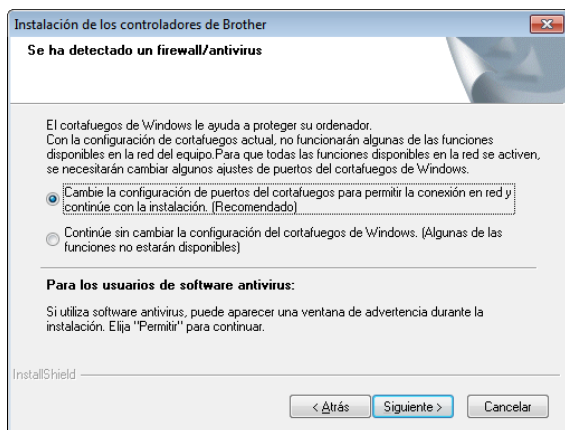 Instalación de los controladores de Brother
Se ha detectado un firewall/antivirus
El cortafuegos de Windows le ayuda a proteger su ordenador.
Con la configuración de cortafuegos actual, no funcionarán algunas de las funciones
disponibles en la red del equipo.Para que todas las funciones disponibles en la red se activen,
se necesitarán cambiar algunos ajustes de puertos del cortafuegos de Windows.
Cambie la configuración de puertos del cortafuegos para permitir la conexión en red y
continúe con la instalación. (Recomendado)
Continúe sin cambiar la configuración del cortafuegos de Windows. (Algunas de las
funciones no estarán disponibles)
Para los usuarios de software antivirus:
Si utiliza software antivirus, puede aparecer una ventana de advertencia durante la
instalación. Elija "Permitir" para continuar.
InstallShield
< Atrás
Siguiente >
Cancelar